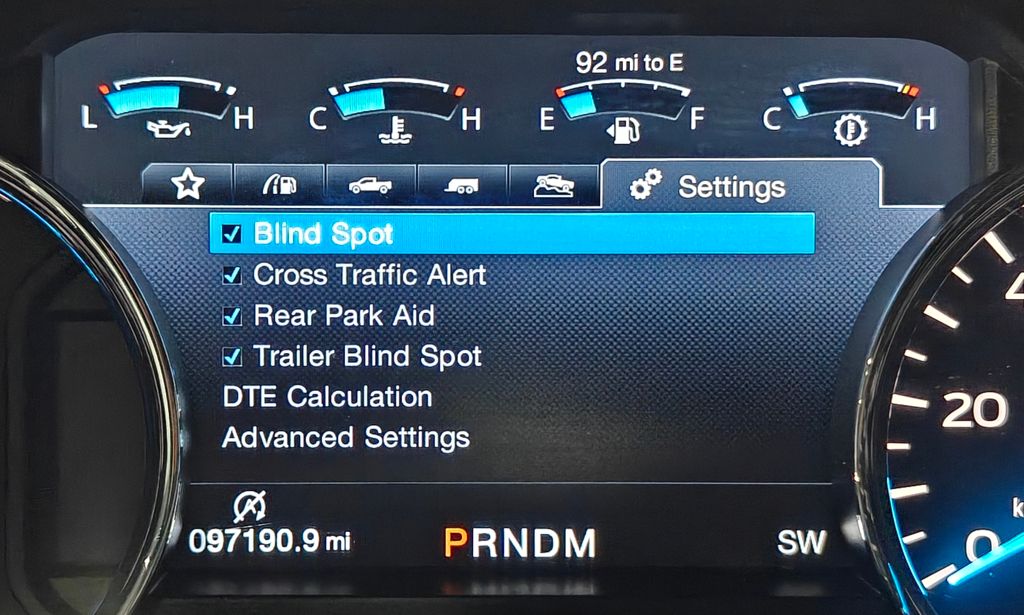 92 mi to E
L H C H E F C H
Settings
Blind Spot
Cross Traffic Alert
Rear Park Aid
Trailer Blind Spot
DTE Calculation
Advanced Settings
20
0
A
097190.9 mi PRNDM SW